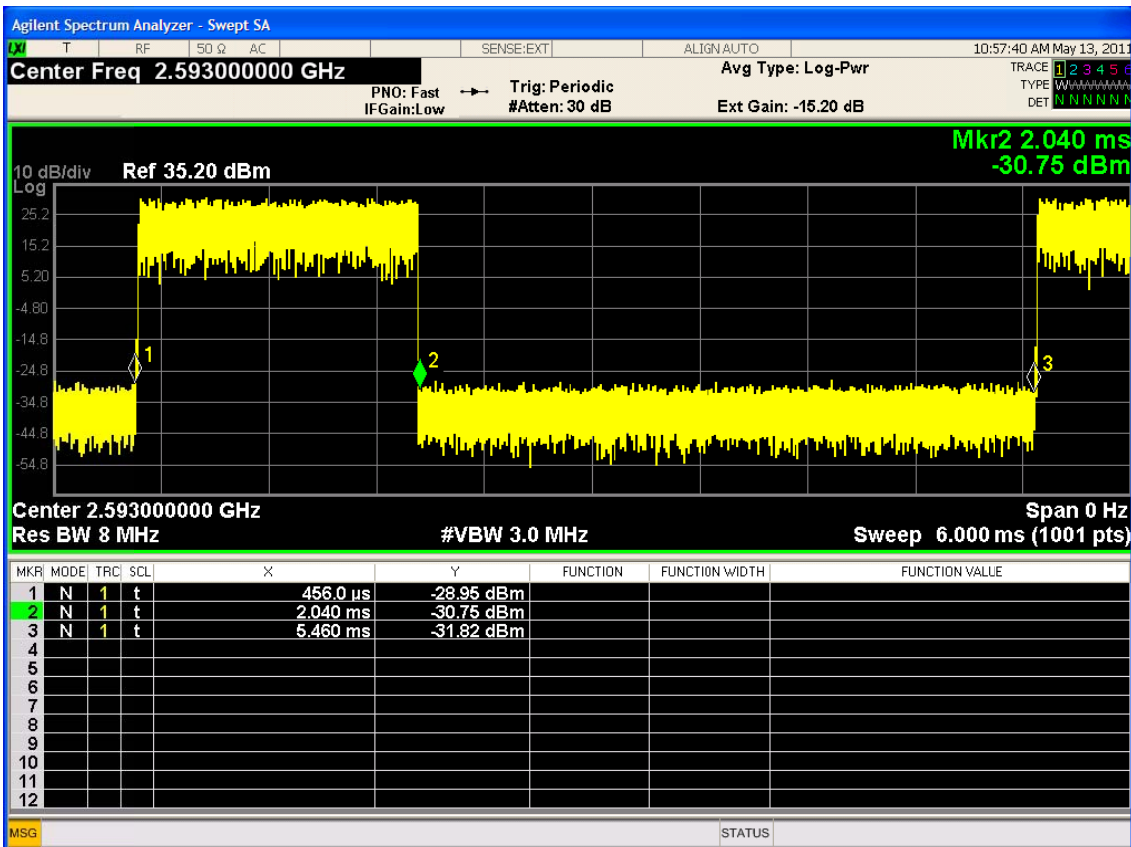 Agilent Spectrum Analyzer - Swept SA
LXI T RF 50 Ω AC SENSE:EXT ALIGN AUTO 10:57:40 AM May 13, 2011
Center Freq 2.593000000 GHz Avg Type: Log-Pwr TRACE 1 2 3 4 5 6
PNO: Fast Trig: Periodic TYPE W
IFGain:Low #Atten: 30 dB Ext Gain: -15.20 dB DET N N N N N N
Mkr2 2.040 ms
10 dB/div Ref 35.20 dBm -30.75 dBm
Log
25.2
15.2
5.20
-4.80
-14.8
1 2 3
-24.8
-34.8
-44.8
-54.8
Center 2.593000000 GHz Span 0 Hz
Res BW 8 MHz #VBW 3.0 MHz Sweep 6.000 ms (1001 pts)
MKR MODE TRC SCL X Y FUNCTION FUNCTION WIDTH FUNCTION VALUE
1 N 1 t 456.0 µs -28.95 dBm
2 N 1 t 2.040 ms -30.75 dBm
3 N 1 t 5.460 ms -31.82 dBm
4
5
6
7
8
9
10
11
12
MSG STATUS